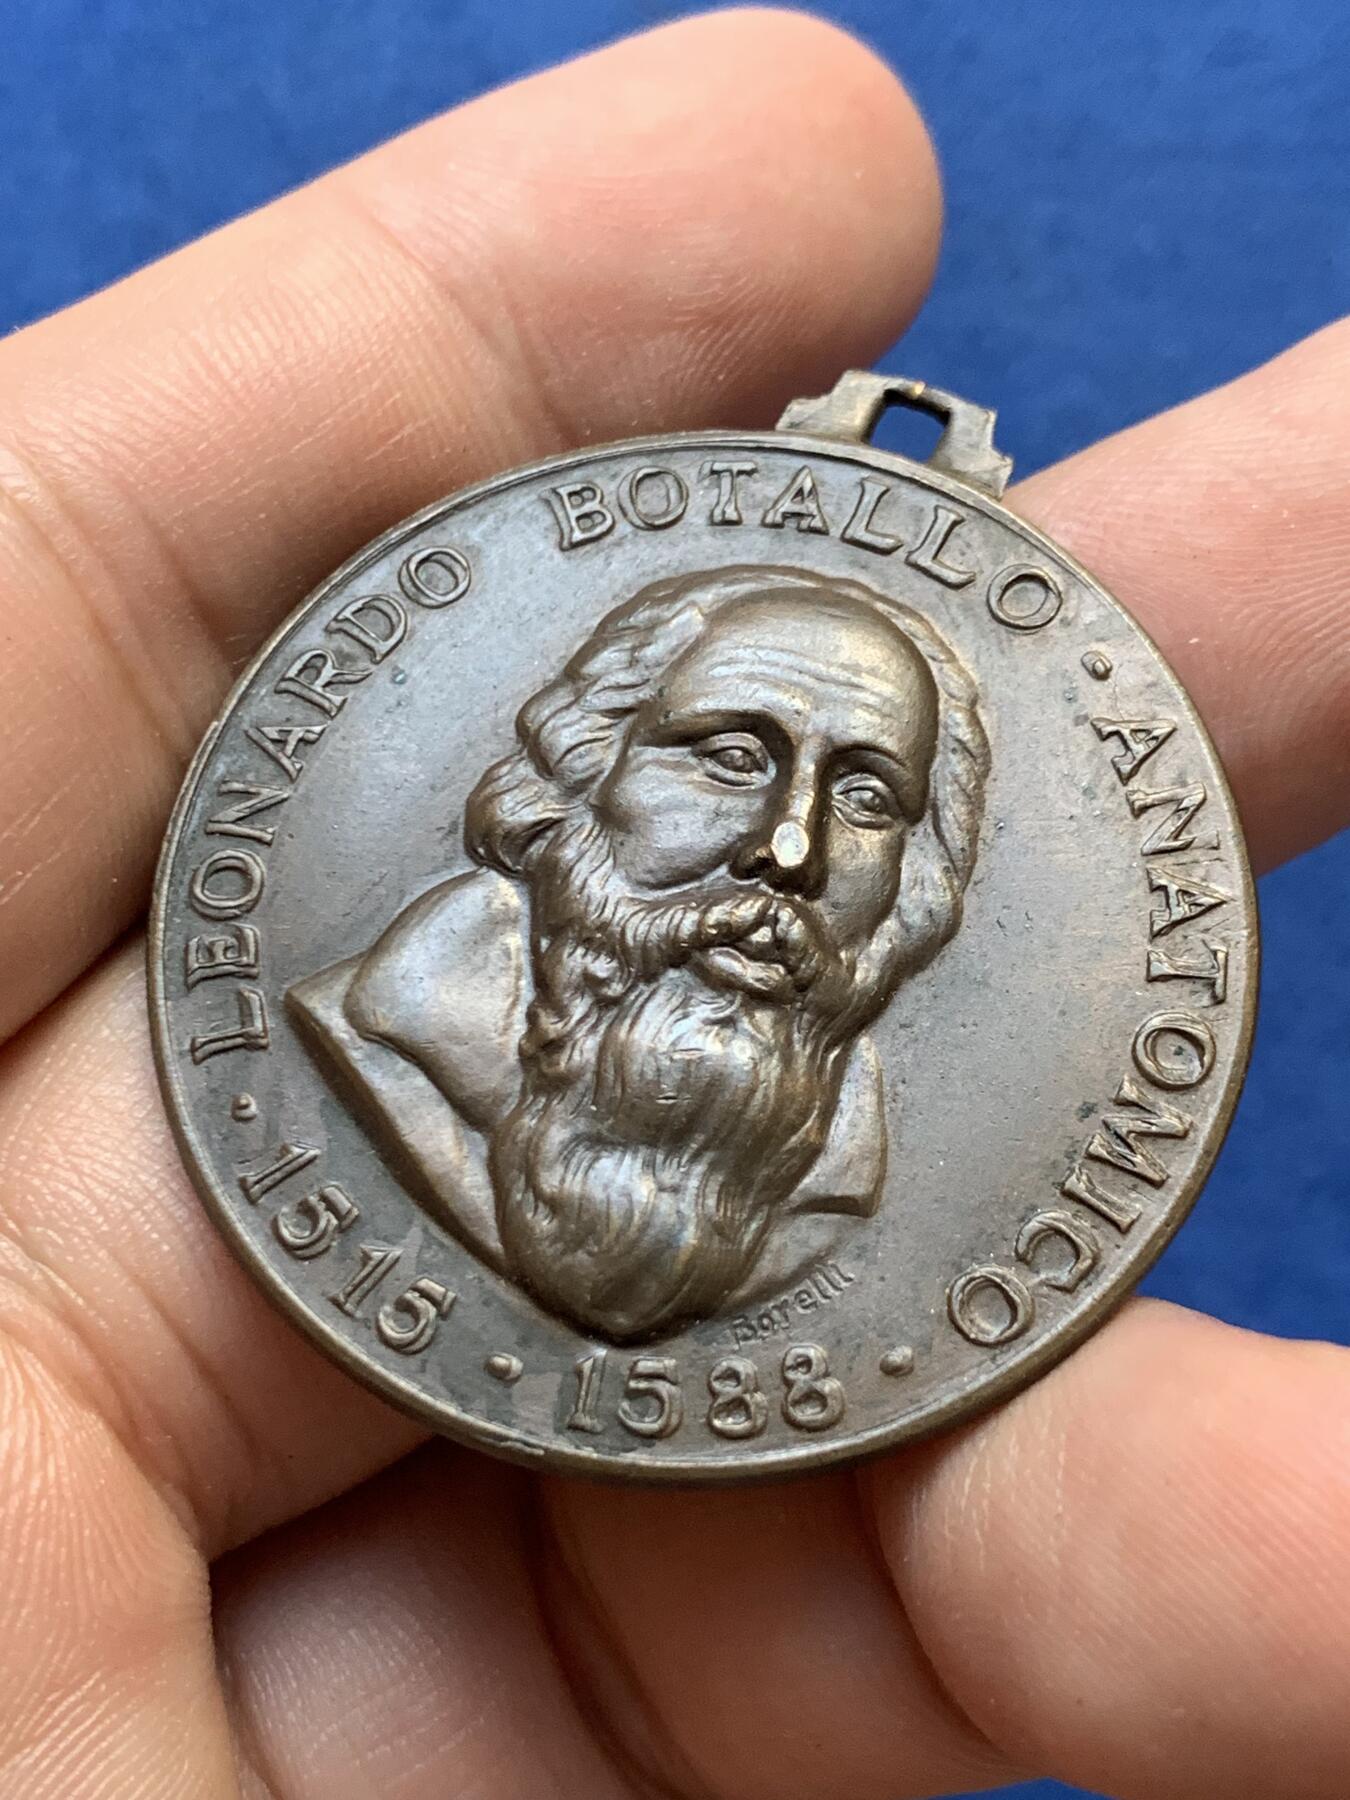 LEONARDO BOTALLO · ANATOMICO
· 1515 · 1588 ·
Borelli